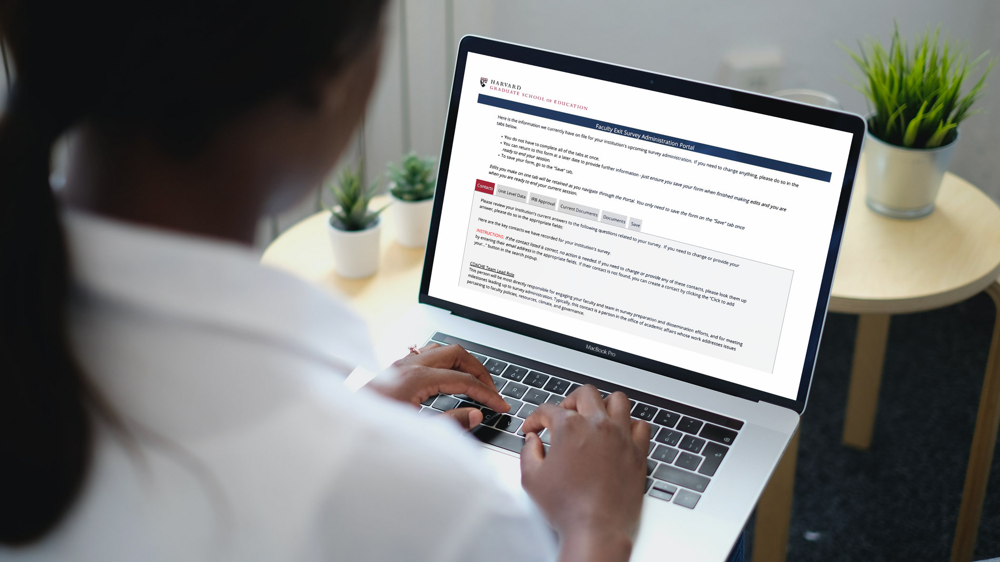 HARVARD
GRADUATE SCHOOL OF EDUCATION
Faculty Exit Survey Administration Portal
Here is the information we currently have on file for your institution's upcoming survey administration. If you need to change anything, please do so in the
tabs below.
• You do not have to complete all of the tabs at once.
• You can return to this form at a later date to provide further information - just ensure you save your form when finished making edits and you are
ready to end your session.
• To save your form, go to the "Save" tab.
Edits you make on one tab will be retained as you navigate through the Portal. You only need to save the form on the "Save" tab once
when you are ready to end your current session.
Contacts
Unit Level Data
IRB Approval
Current Documents
Documents
Save
Please review your institution's current answers to the following questions related to your survey. If you need to change or provide your
answer, please do so in the appropriate fields:
Here are the key contacts we have recorded for your institution's survey.
INSTRUCTIONS: If the contact listed is correct, no action is needed. If you need to change or provide any of these contacts, please look them up
by entering their email address in the appropriate fields. If their contact is not found, you can create a contact by clicking the "Click to add
your..." button in the search popup.
COACHE Team Lead Role
This person will be most directly responsible for engaging your faculty and team in survey preparation and dissemination efforts, and for meeting
milestones leading up to survey administration. Typically, this contact is a person in the office of academic affairs whose work addresses issues
pertaining to faculty policies, resources, climate, and governance.
MacBook Pro
3 4 5 6
Š # Č $ Ř ~ Ž ^
R T Z
C V